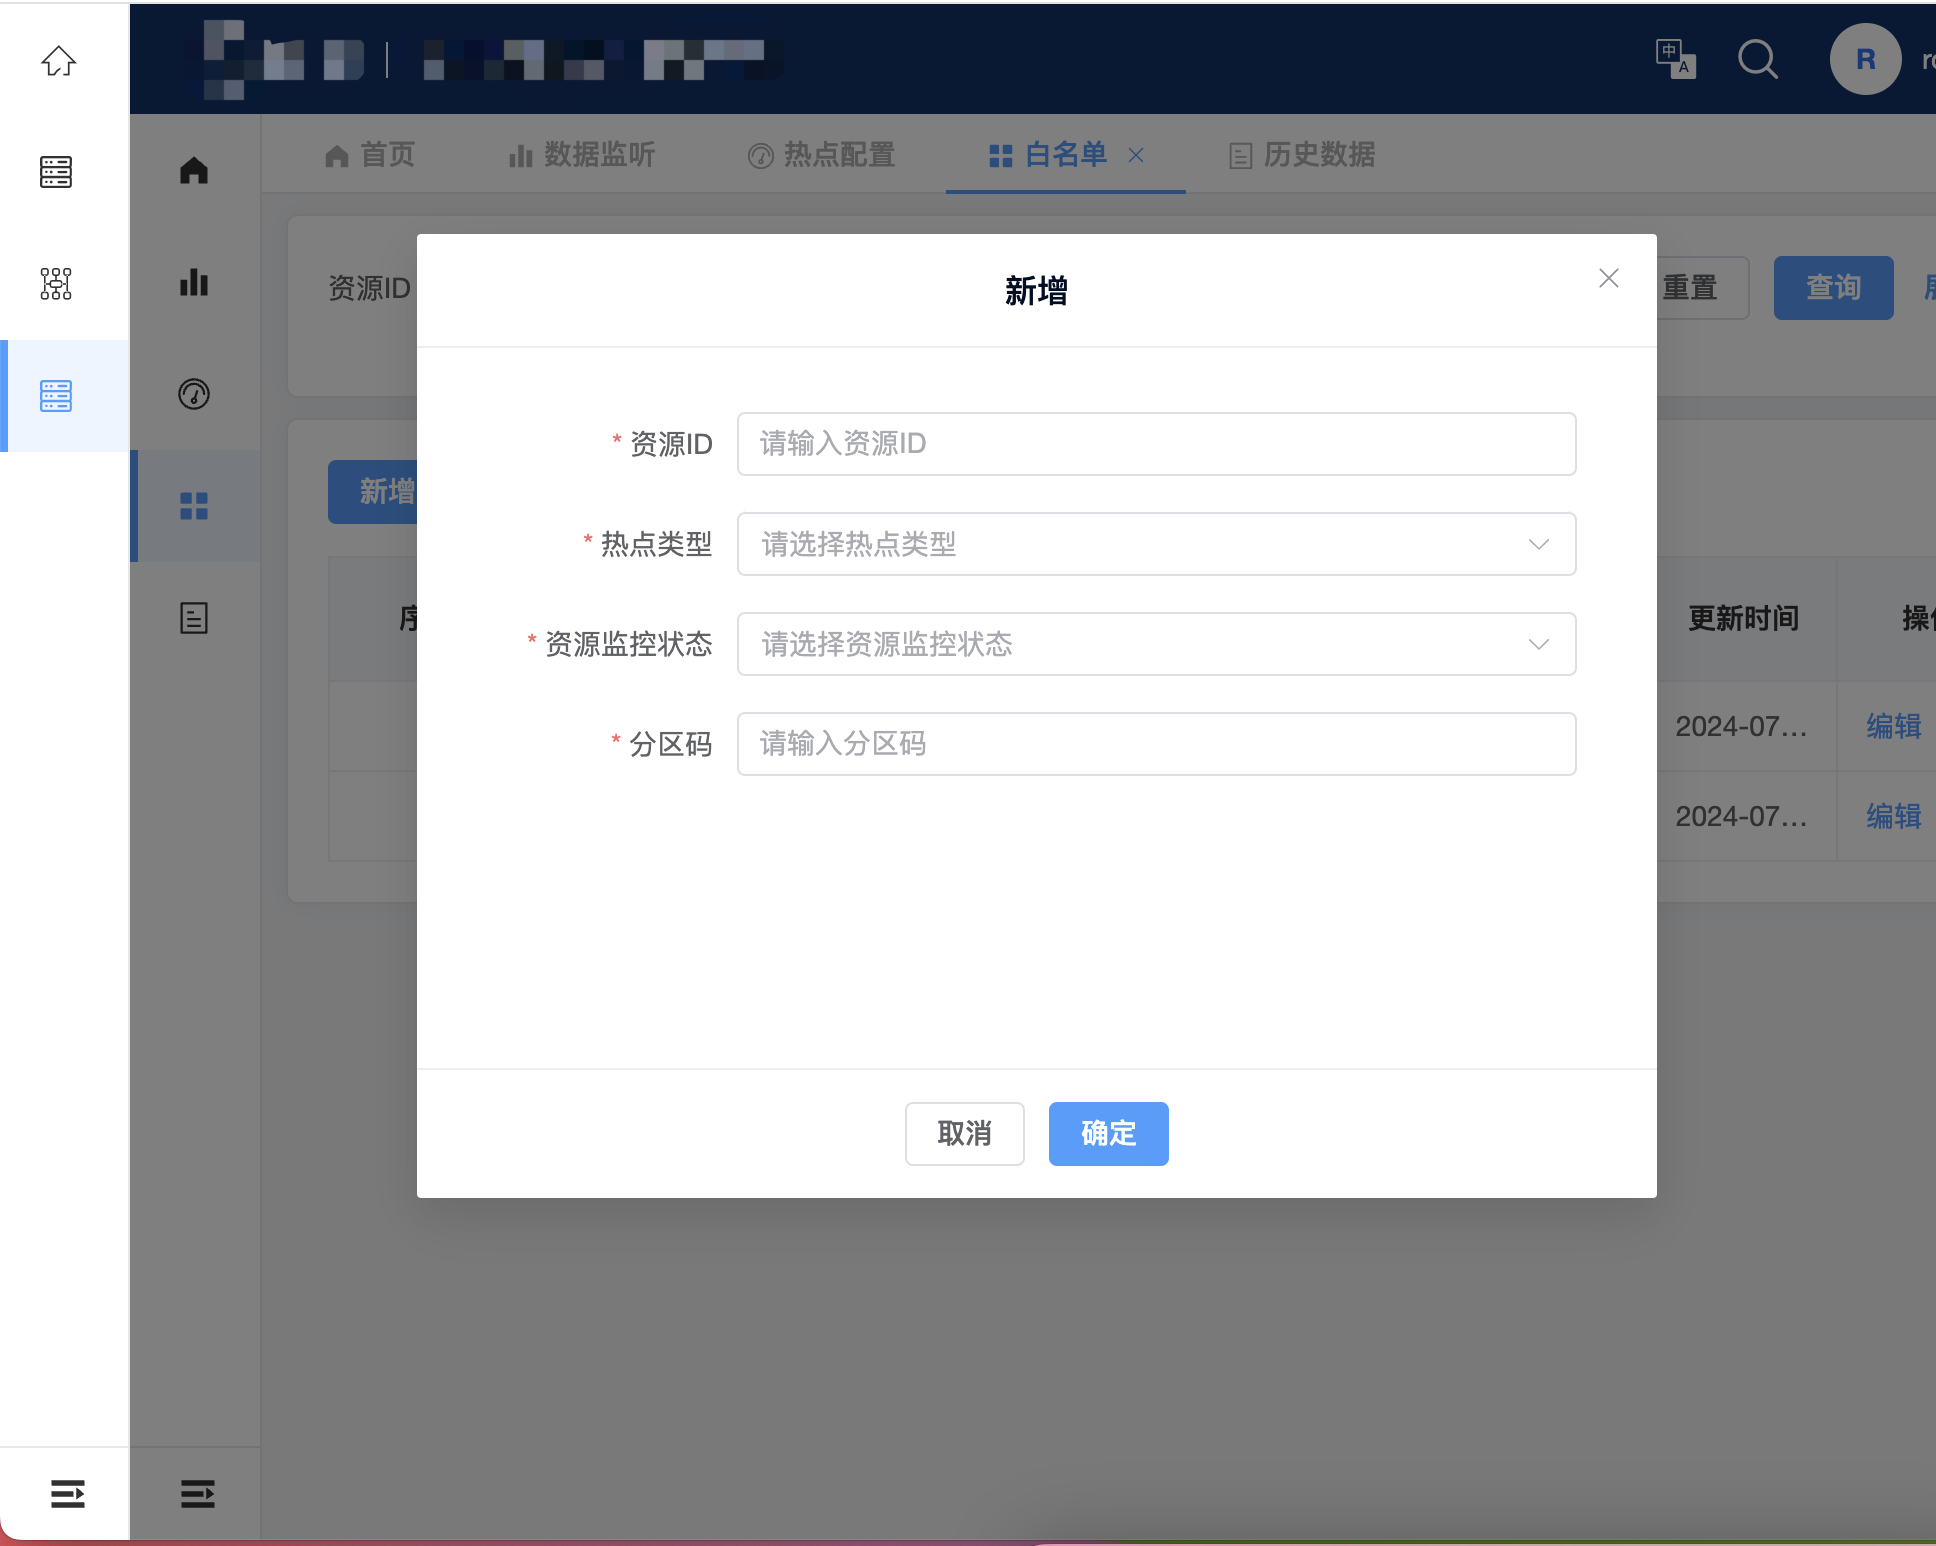 中
A
R
首页
数据监听
热点配置
白名单
历史数据
资源ID
重置
查询
新增
更新时间
2024-07...
编辑
2024-07...
编辑
新增
* 资源ID
请输入资源ID
* 热点类型
请选择热点类型
* 资源监控状态
请选择资源监控状态
* 分区码
请输入分区码
取消
确定